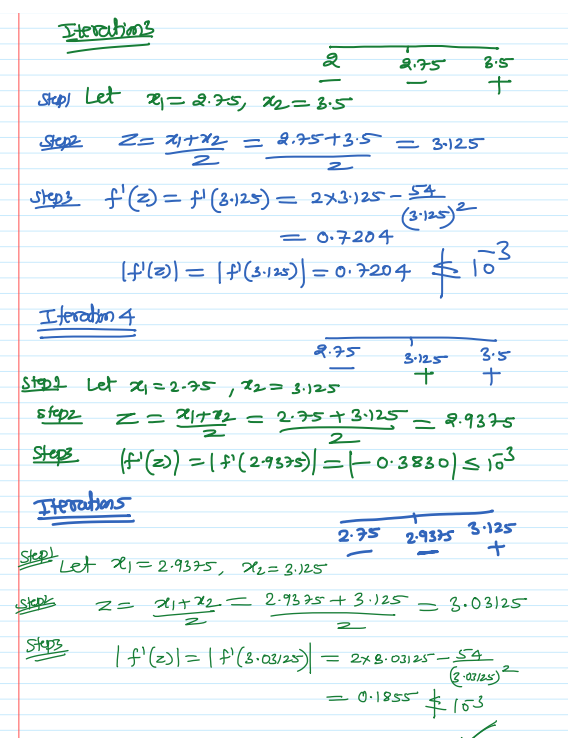 Iteration3
2 2.75 3.5
— — +
Step1 Let x₁ = 2.75, x₂ = 3.5
Step2 Z = x₁+x₂/2 = 2.75+3.5/2 = 3.125
Step3 f'(z) = f'(3.125) = 2×3.125 − 54/(3.125)²
= 0.7204
|f'(z)| = |f'(3.125)| = 0.7204 ≰ 10⁻³
Iteration 4
2.75 3.125 3.5
— + +
Step1 Let x₁ = 2.75, x₂ = 3.125
Step2 Z = x₁+x₂/2 = 2.75+3.125/2 = 2.9375
Step3 |f'(z)) = |f'(2.9375)| = |−0.3830| ≤ 10⁻³
Iteration5
2.75 2.9375 3.125
— — +
Step1 Let x₁ = 2.9375, x₂ = 3.125
Step2 z = x₁+x₂/2 = 2.9375+3.125/2 = 3.03125
Step3 |f'(z)| = |f'(3.03125)| = 2×3.03125 − 54/(3.03125)²
= 0.1855 ≰ 10⁻³